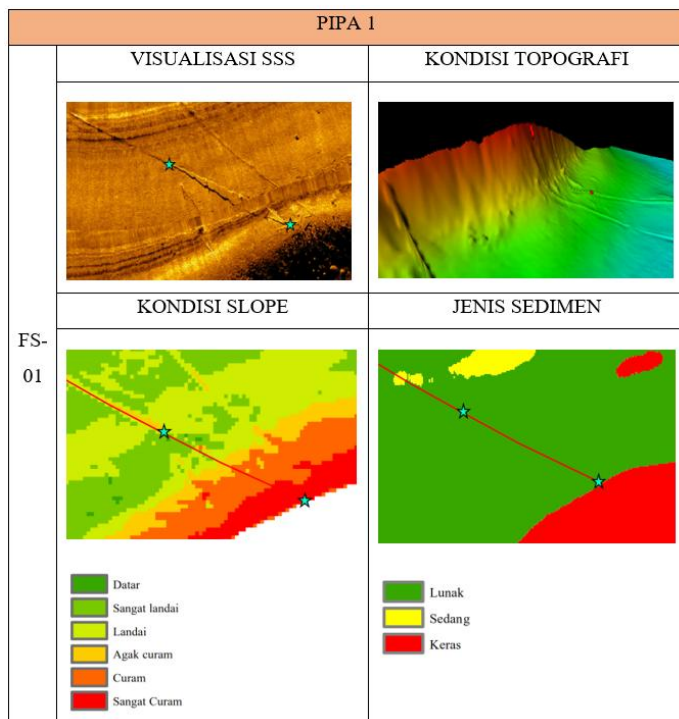 PIPA 1
VISUALISASI SSS
KONDISI TOPOGRAFI
FS-
01
KONDISI SLOPE
JENIS SEDIMEN
Datar
Sangat landai
Landai
Agak curam
Curam
Sangat Curam
Lunak
Sedang
Keras